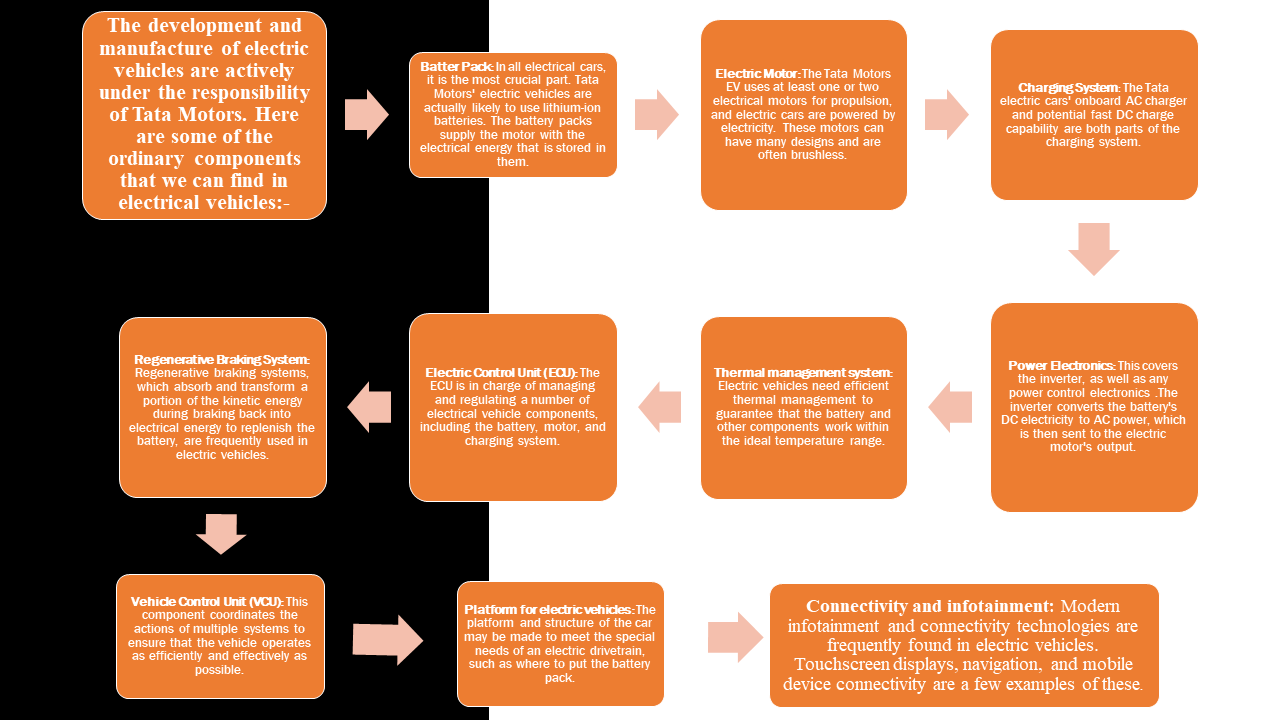 The development and
manufacture of electric
vehicles are actively
under the responsibility
of Tata Motors. Here
are some of the
ordinary components
that we can find in
electrical vehicles:-
Batter Pack: In all electrical cars,
it is the most crucial part. Tata
Motors' electric vehicles are
actually likely to use lithium-ion
batteries. The battery packs
supply the motor with the
electrical energy that is stored in
them.
Electric Motor: The Tata Motors
EV uses at least one or two
electrical motors for propulsion,
and electric cars are powered by
electricity. These motors can
have many designs and are
often brushless.
Charging System: The Tata
electric cars' onboard AC charger
and potential fast DC charge
capability are both parts of the
charging system.
Power Electronics: This covers
the inverter, as well as any
power control electronics .The
inverter converts the battery's
DC electricity to AC power, which
is then sent to the electric
motor's output.
Thermal management system:
Electric vehicles need efficient
thermal management to
guarantee that the battery and
other components work within
the ideal temperature range.
Electric Control Unit (ECU): The
ECU is in charge of managing
and regulating a number of
electrical vehicle components,
including the battery, motor, and
charging system.
Regenerative Braking System:
Regenerative braking systems,
which absorb and transform a
portion of the kinetic energy
during braking back into
electrical energy to replenish the
battery, are frequently used in
electric vehicles.
Vehicle Control Unit (VCU): This
component coordinates the
actions of multiple systems to
ensure that the vehicle operates
as efficiently and effectively as
possible.
Platform for electric vehicles: The
platform and structure of the car
may be made to meet the special
needs of an electric drivetrain,
such as where to put the battery
pack.
Connectivity and infotainment: Modern
infotainment and connectivity technologies are
frequently found in electric vehicles.
Touchscreen displays, navigation, and mobile
device connectivity are a few examples of these.